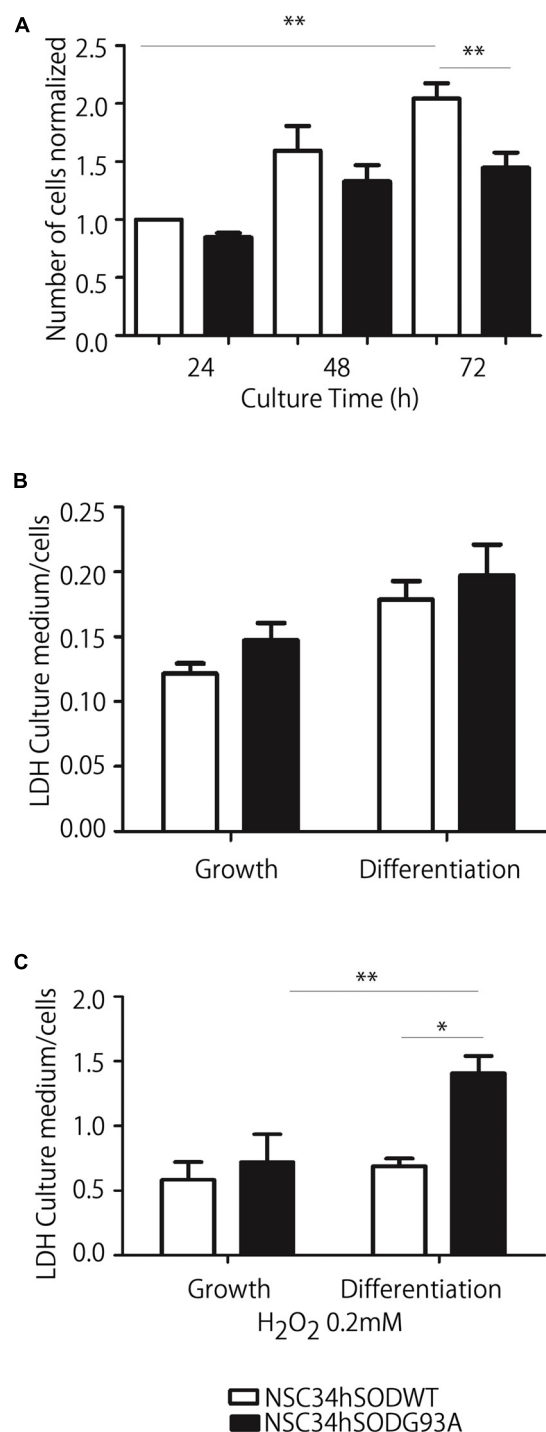 A
**
**
Number of cells normalized
2.5
2.0
1.5
1.0
0.5
0.0
24 48 72
Culture Time (h)
B
LDH Culture medium/cells
0.25
0.20
0.15
0.10
0.05
0.00
Growth Differentiation
C
**
*
LDH Culture medium/cells
2.0
1.5
1.0
0.5
0.0
Growth Differentiation
H2O2 0.2mM
NSC34hSODWT
NSC34hSODG93A